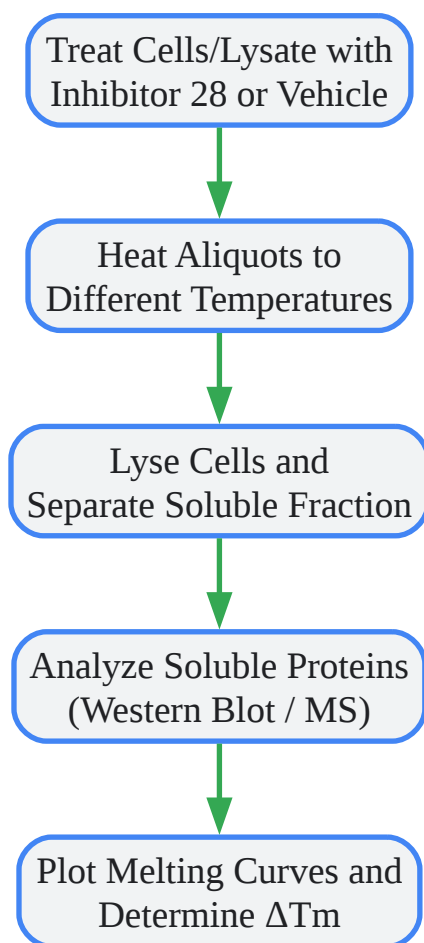 Treat Cells/Lysate with
Inhibitor 28 or Vehicle
Heat Aliquots to
Different Temperatures
Lyse Cells and
Separate Soluble Fraction
Analyze Soluble Proteins
(Western Blot / MS)
Plot Melting Curves and
Determine ΔTm